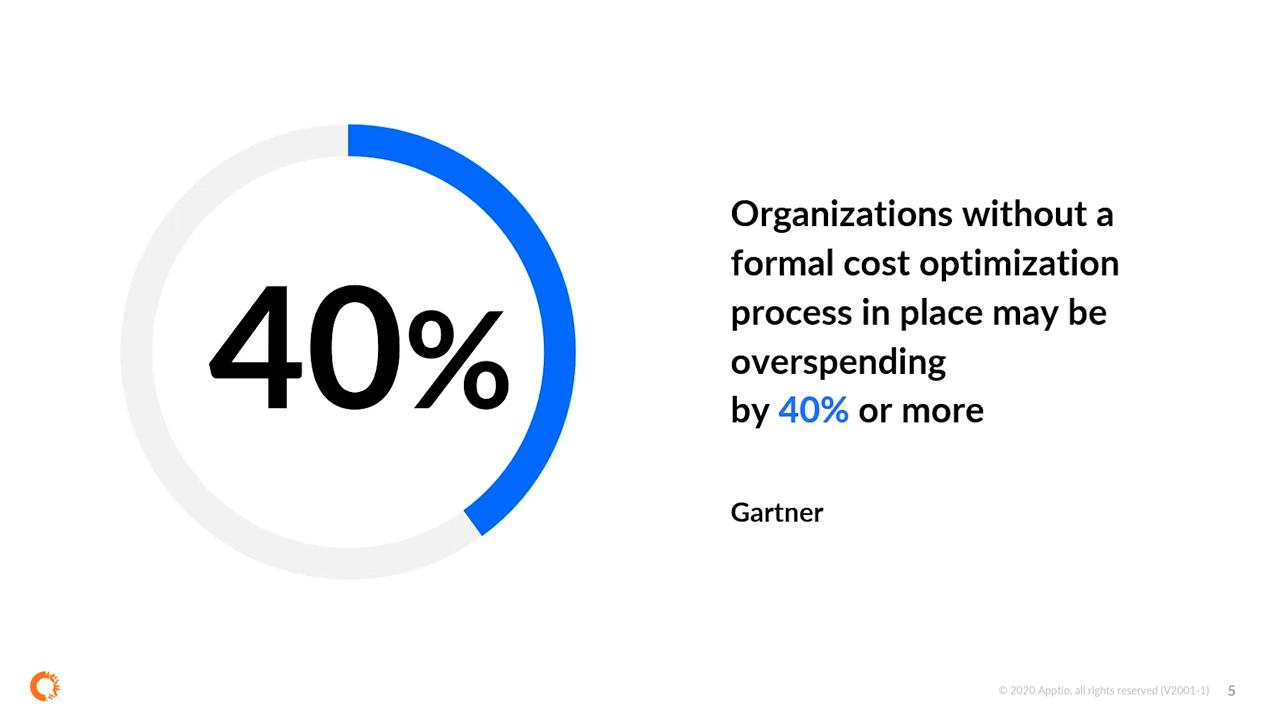 40%
Organizations without a
formal cost optimization
process in place may be
overspending
by 40% or more
Gartner
© 2020 Apptio, all rights reserved (V2001-1) 5